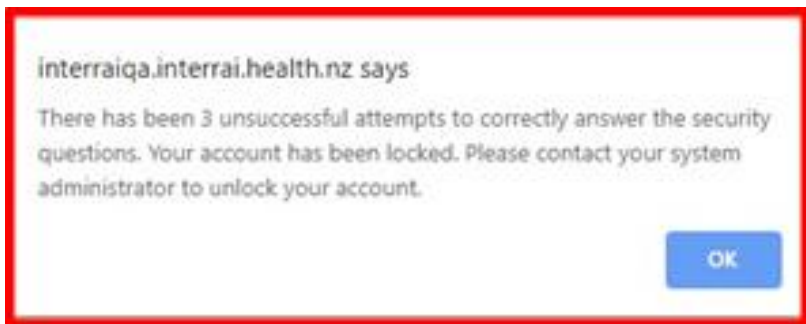 interraiqa.interrai.health.nz says
There has been 3 unsuccessful attempts to correctly answer the security
questions. Your account has been locked. Please contact your system
administrator to unlock your account.
OK